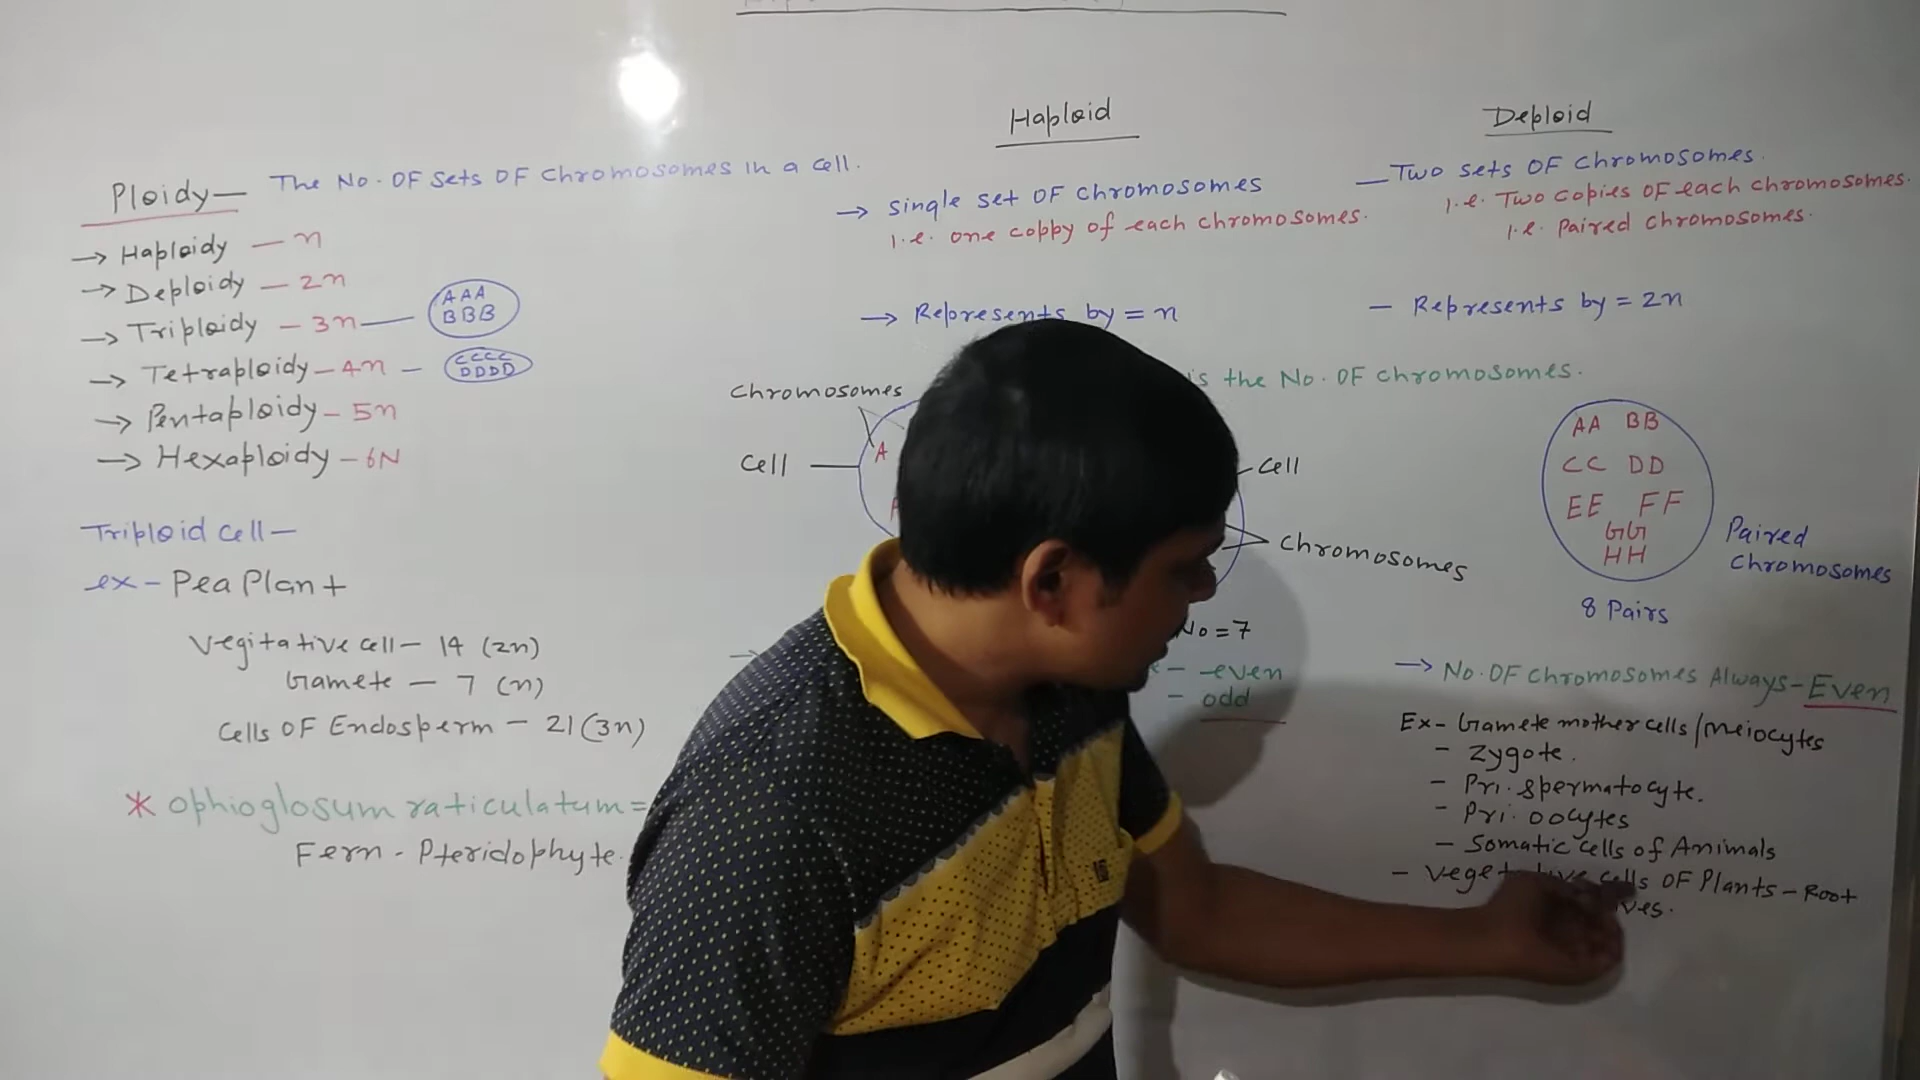 Ploidy — The No. OF sets OF chromosomes in a cell.
→ Haploidy — n
→ Deploidy — 2n
→ Triploidy — 3n — AAA BBB
→ Tetraploidy — 4n — CCCC DDDD
→ Pentaploidy — 5n
→ Hexaploidy — 6N
Triploid cell —
ex - Pea Plant
Vegitative cell — 14 (2n)
Gamete — 7 (n)
Cells OF Endosperm — 21 (3n)
* ophioglosum raticulatum =
Fern - Pteridophyte.
Haploid
→ Single set OF chromosomes
i.e. one coppy of each chromosomes.
→ Represents by = n
is the No. OF chromosomes.
Chromosomes
A
Cell
Cell
Chromosomes
No = 7
- even
- odd
Deploid
— Two sets OF chromosomes.
i.e. Two copies OF each chromosomes.
i.e. Paired chromosomes.
- Represents by = 2n
AA BB
CC DD
EE FF
GG
HH
Paired
Chromosomes
8 Pairs
→ No. OF chromosomes Always - Even
Ex - Gamete mother cells/meiocytes
- Zygote.
- Pri. spermatocyte.
- Pri. oocytes
- Somatic cells of Animals
- cells OF Plants - Root